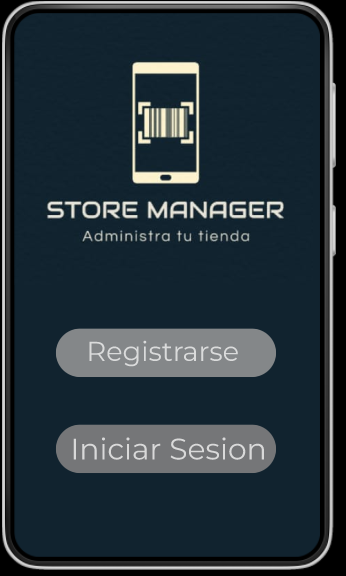 STORE MANAGER
Administra tu tienda
Registrarse
Iniciar Sesion